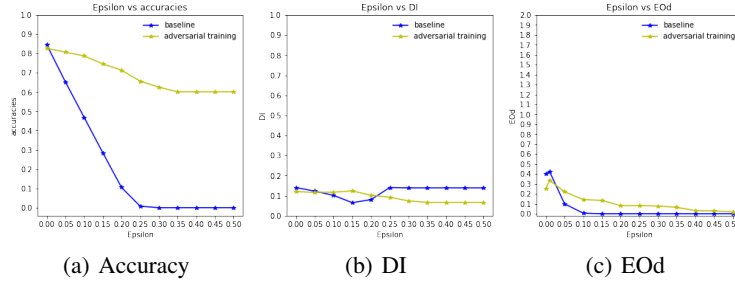 Epsilon vs accuracies
baseline
adversarial training
1.0
0.9
0.8
0.7
0.6
0.5
0.4
0.3
0.2
0.1
0.0
accuracies
0.00 0.05 0.10 0.15 0.20 0.25 0.30 0.35 0.40 0.45 0.50
Epsilon
(a) Accuracy
Epsilon vs DI
baseline
adversarial training
1.0
0.9
0.8
0.7
0.6
0.5
0.4
0.3
0.2
0.1
0.0
DI
0.00 0.05 0.10 0.15 0.20 0.25 0.30 0.35 0.40 0.45 0.50
Epsilon
(b) DI
Epsilon vs EOd
baseline
adversarial training
2.0
1.9
1.8
1.7
1.6
1.5
1.4
1.3
1.2
1.1
1.0
0.9
0.8
0.7
0.6
0.5
0.4
0.3
0.2
0.1
0.0
EOd
0.00 0.05 0.10 0.15 0.20 0.25 0.30 0.35 0.40 0.45 0.50
Epsilon
(c) EOd